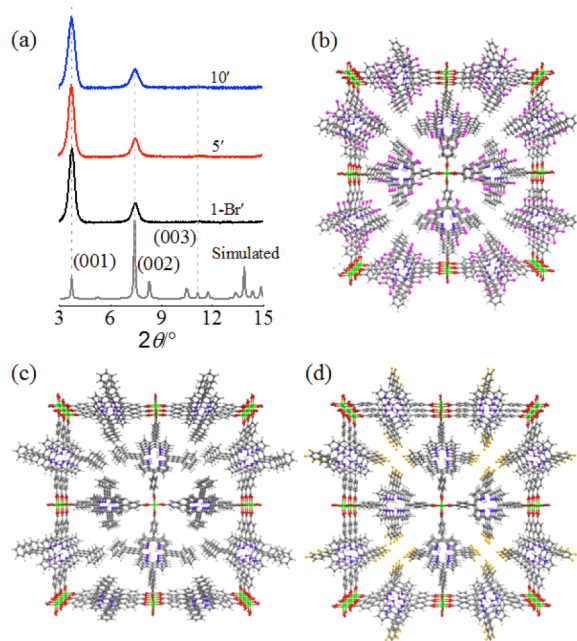 (a)
10′
5′
1-Br′
(003)
(001)
(002)
Simulated
3 6 9 12 15
2θ/°
(b)
(c)
(d)